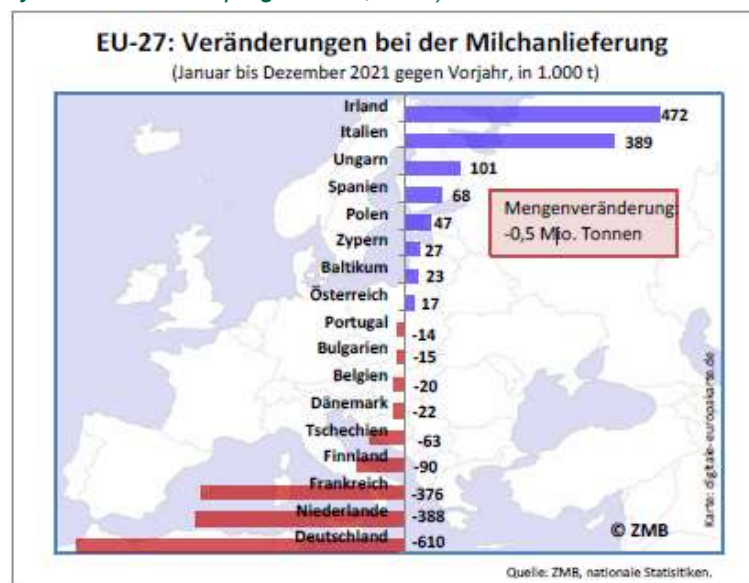 EU-27: Veränderungen bei der Milchanlieferung
(Januar bis Dezember 2021 gegen Vorjahr, in 1.000 t)
Irland 472
Italien 389
Ungarn 101
Spanien 68
Polen 47
Zypern 27
Baltikum 23
Österreich 17
Portugal -14
Bulgarien -15
Belgien -20
Dänemark -22
Tschechien -63
Finnland -90
Frankreich -376
Niederlande -388
Deutschland -610
Mengenveränderung:
-0,5 Mio. Tonnen
Karte: digitale-europakarte.de
© ZMB
Quelle: ZMB, nationale Statisitiken.